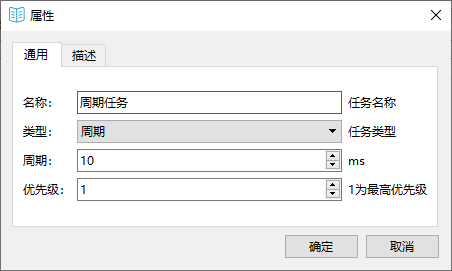 属性
通用 描述
名称： 周期任务 任务名称
类型： 周期 任务类型
周期： 10 ms
优先级： 1 1为最高优先级
确定 取消